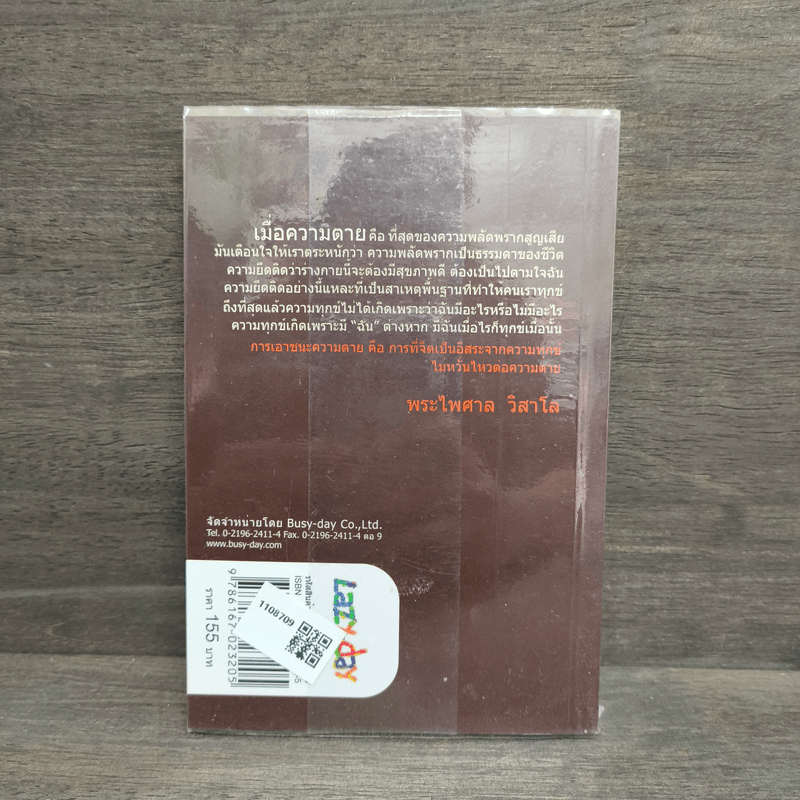 เมื่อความตาย คือ ที่สุดของความพลัดพรากสูญเสีย
มันเตือนใจให้เราตระหนักว่า ความพลัดพรากเป็นธรรมดาของชีวิต
ความยึดติดว่าร่างกายนี้จะต้องมีสุขภาพดี ต้องเป็นไปตามใจฉัน
ความยึดติดอย่างนี้แหละที่เป็นสาเหตุพื้นฐานที่ทำให้คนเราทุกข์
ถึงที่สุดแล้วความทุกข์ไม่ได้เกิดเพราะว่าฉันมีอะไรหรือไม่มีอะไร
ความทุกข์เกิดเพราะมี “ฉัน” ต่างหาก มีฉันเมื่อไรก็ทุกข์เมื่อนั้น
การเอาชนะความตาย คือ การที่จิตเป็นอิสระจากความทุกข์
ไม่หวั่นไหวต่อความตาย
พระไพศาล วิสาโล
จัดจำหน่ายโดย Busy-day Co.,Ltd.
Tel. 0-2196-2411-4 Fax. 0-2196-2411-4 ต่อ 9
www.busy-day.com
รหัสสินค้า
ISBN
9 786167 023205
ราคา 155 บาท
1108709
Lazy day